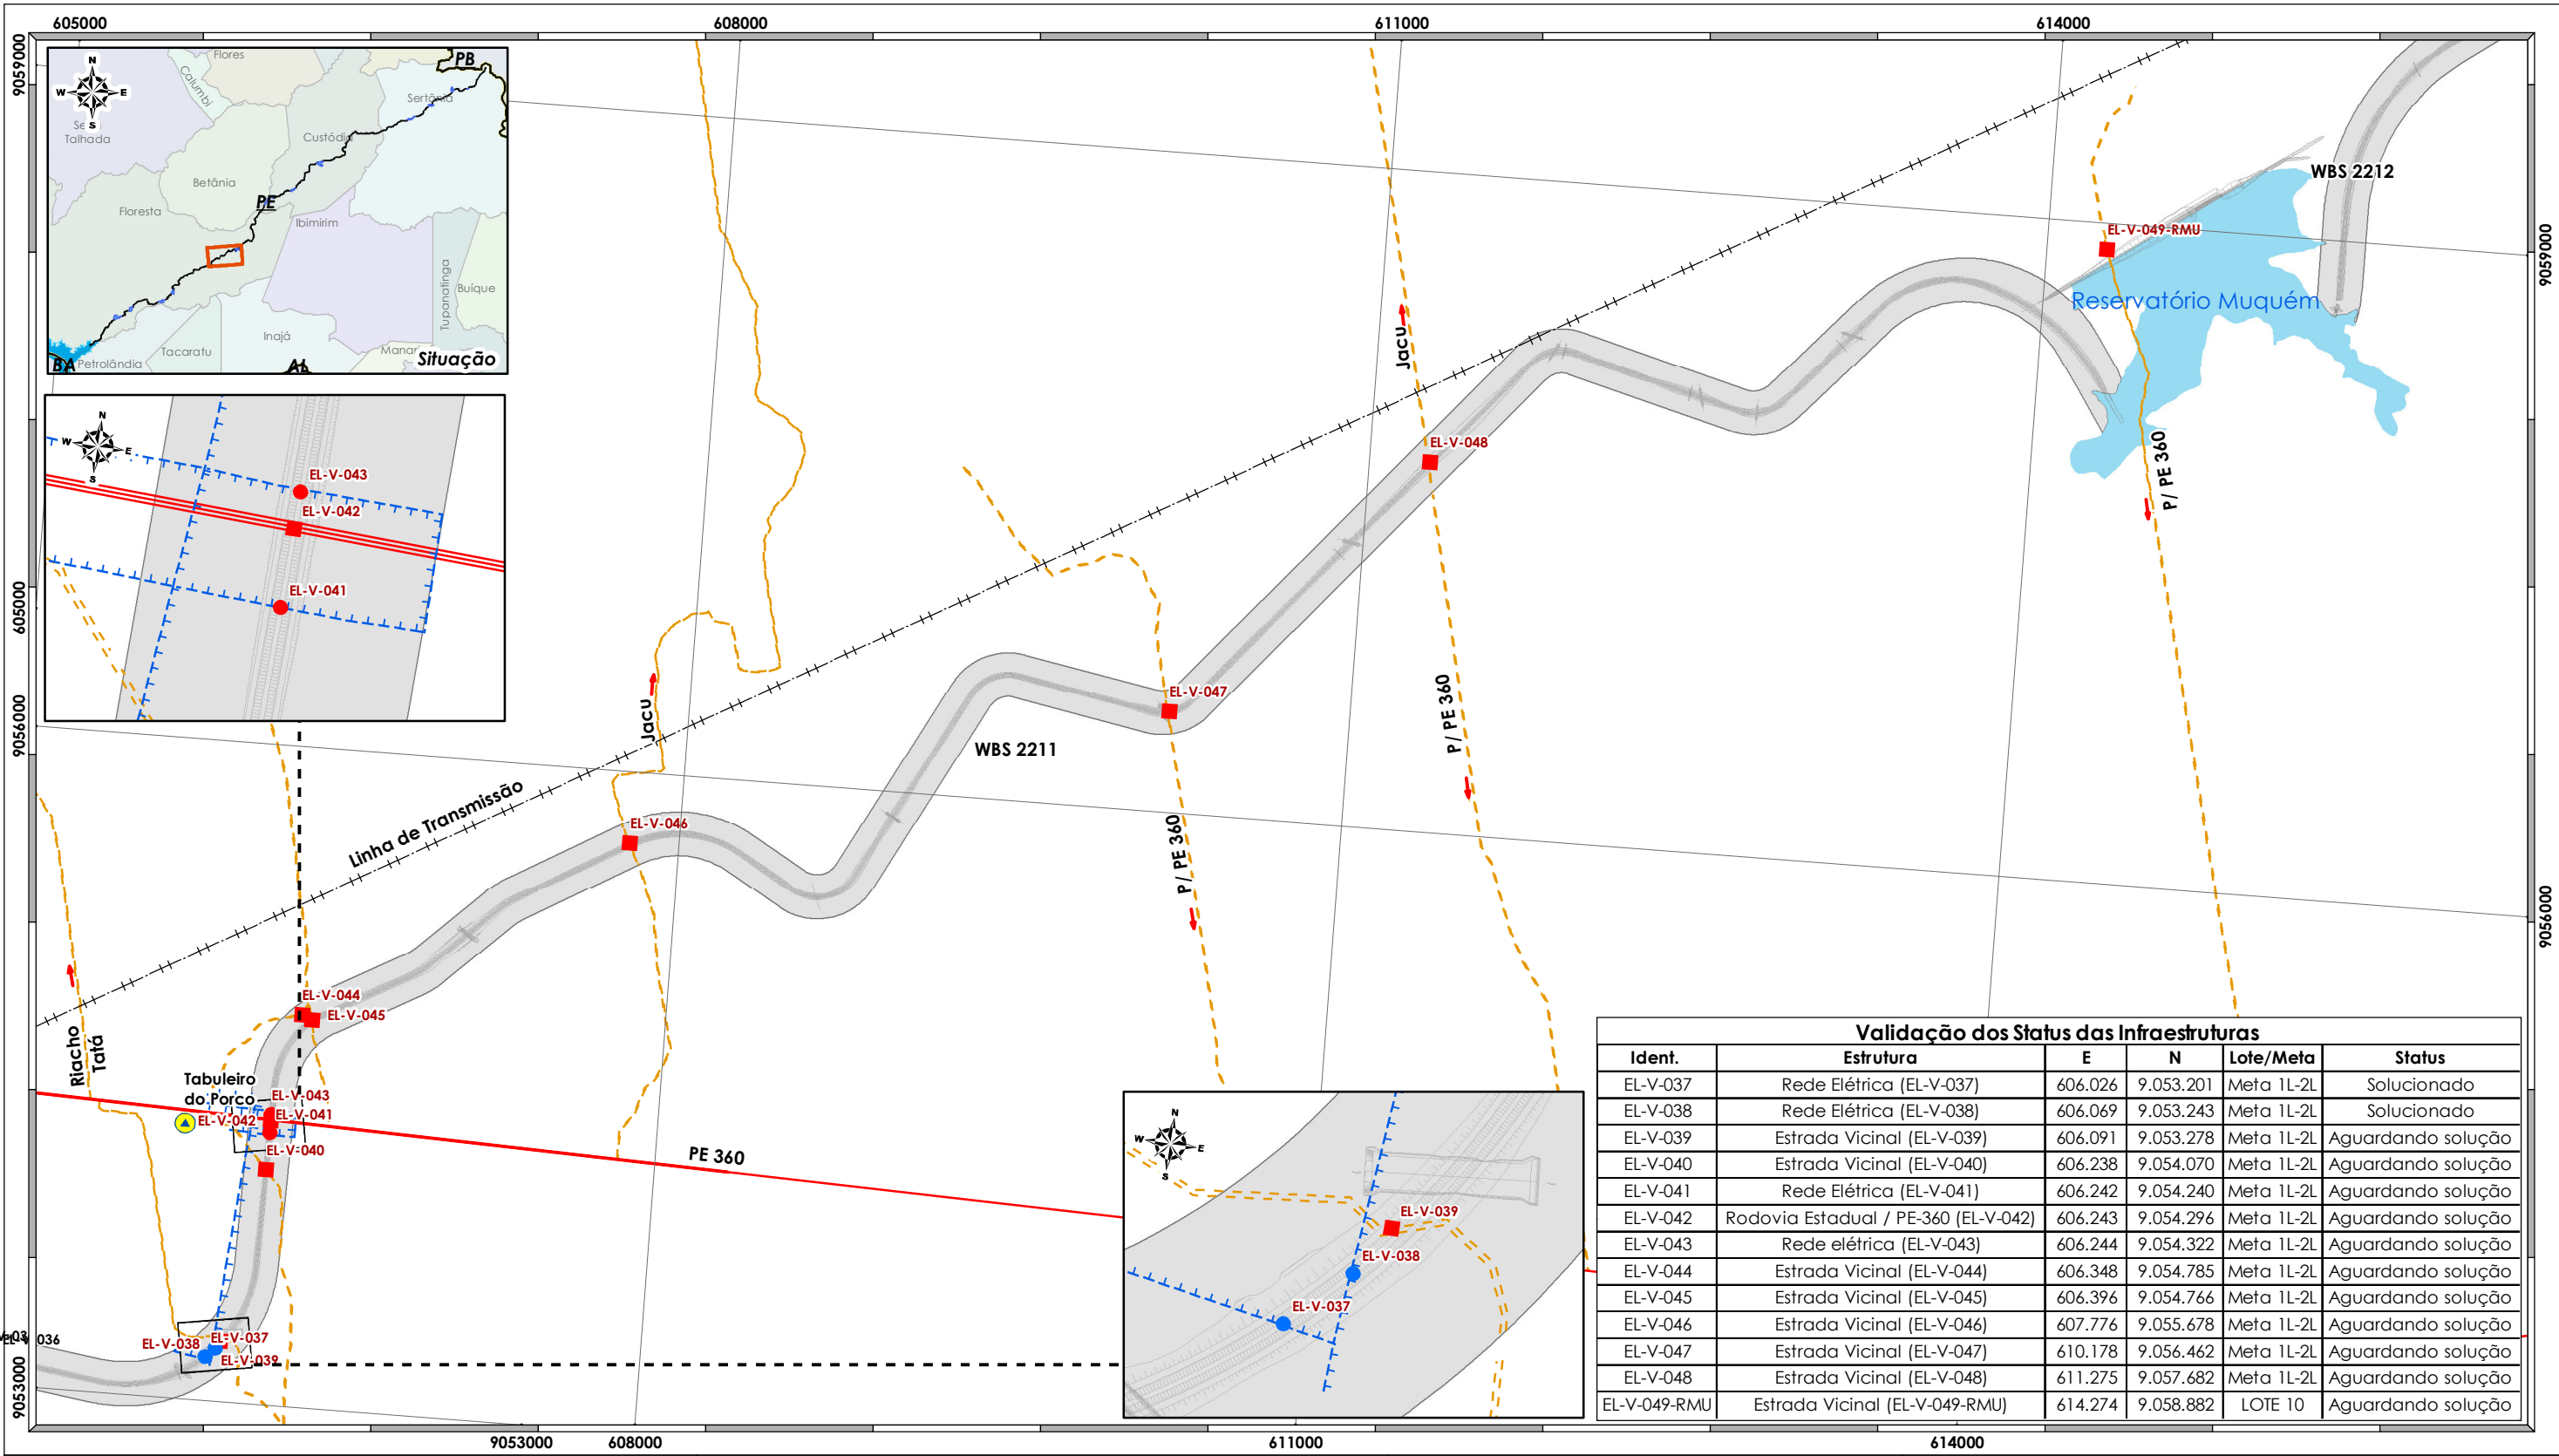 605000
608000
611000
614000
9059000
N
W
E
S
Flores
Calumbi
PB
Sertânia
Talhada
Custódia
Betânia
Floresta
PE
Ibimirim
Tupanatinga
Buíque
Inajá
Tacaratu
BA
Petrolândia
AL
Situação
N
W
E
S
EL-V-043
EL-V-042
EL-V-041
WBS 2212
EL-V-049-RMU
Reservatório Muquém
9059000
Jacu
EL-V-048
P/ PE 360
6605000
EL-V-047
Jacu
P/ PE 360
9056000
WBS 2211
Linha de Transmissão
EL-V-046
P/ PE 360
9056000
EL-V-044
EL-V-045
Riacho
Tatá
Tabuleiro
do Porco
EL-V-043
EL-V-041
EL-V-042
EL-V-040
PE 360
N
W
E
S
EL-V-039
EL-V-038
EL-V-037
036
EL-V-038
EL-V-037
EL-V-039
9053000
9053000
608000
611000
614000
Validação dos Status das Infraestruturas
Ident. Estrutura E N Lote/Meta Status
EL-V-037 Rede Elétrica (EL-V-037) 606.026 9.053.201 Meta 1L-2L Solucionado
EL-V-038 Rede Elétrica (EL-V-038) 606.069 9.053.243 Meta 1L-2L Solucionado
EL-V-039 Estrada Vicinal (EL-V-039) 606.091 9.053.278 Meta 1L-2L Aguardando solução
EL-V-040 Estrada Vicinal (EL-V-040) 606.238 9.054.070 Meta 1L-2L Aguardando solução
EL-V-041 Rede Elétrica (EL-V-041) 606.242 9.054.240 Meta 1L-2L Aguardando solução
EL-V-042 Rodovia Estadual / PE-360 (EL-V-042) 606.243 9.054.296 Meta 1L-2L Aguardando solução
EL-V-043 Rede elétrica (EL-V-043) 606.244 9.054.322 Meta 1L-2L Aguardando solução
EL-V-044 Estrada Vicinal (EL-V-044) 606.348 9.054.785 Meta 1L-2L Aguardando solução
EL-V-045 Estrada Vicinal (EL-V-045) 606.396 9.054.766 Meta 1L-2L Aguardando solução
EL-V-046 Estrada Vicinal (EL-V-046) 607.776 9.055.678 Meta 1L-2L Aguardando solução
EL-V-047 Estrada Vicinal (EL-V-047) 610.178 9.056.462 Meta 1L-2L Aguardando solução
EL-V-048 Estrada Vicinal (EL-V-048) 611.275 9.057.682 Meta 1L-2L Aguardando solução
EL-V-049-RMU Estrada Vicinal (EL-V-049-RMU) 614.274 9.058.882 LOTE 10 Aguardando solução